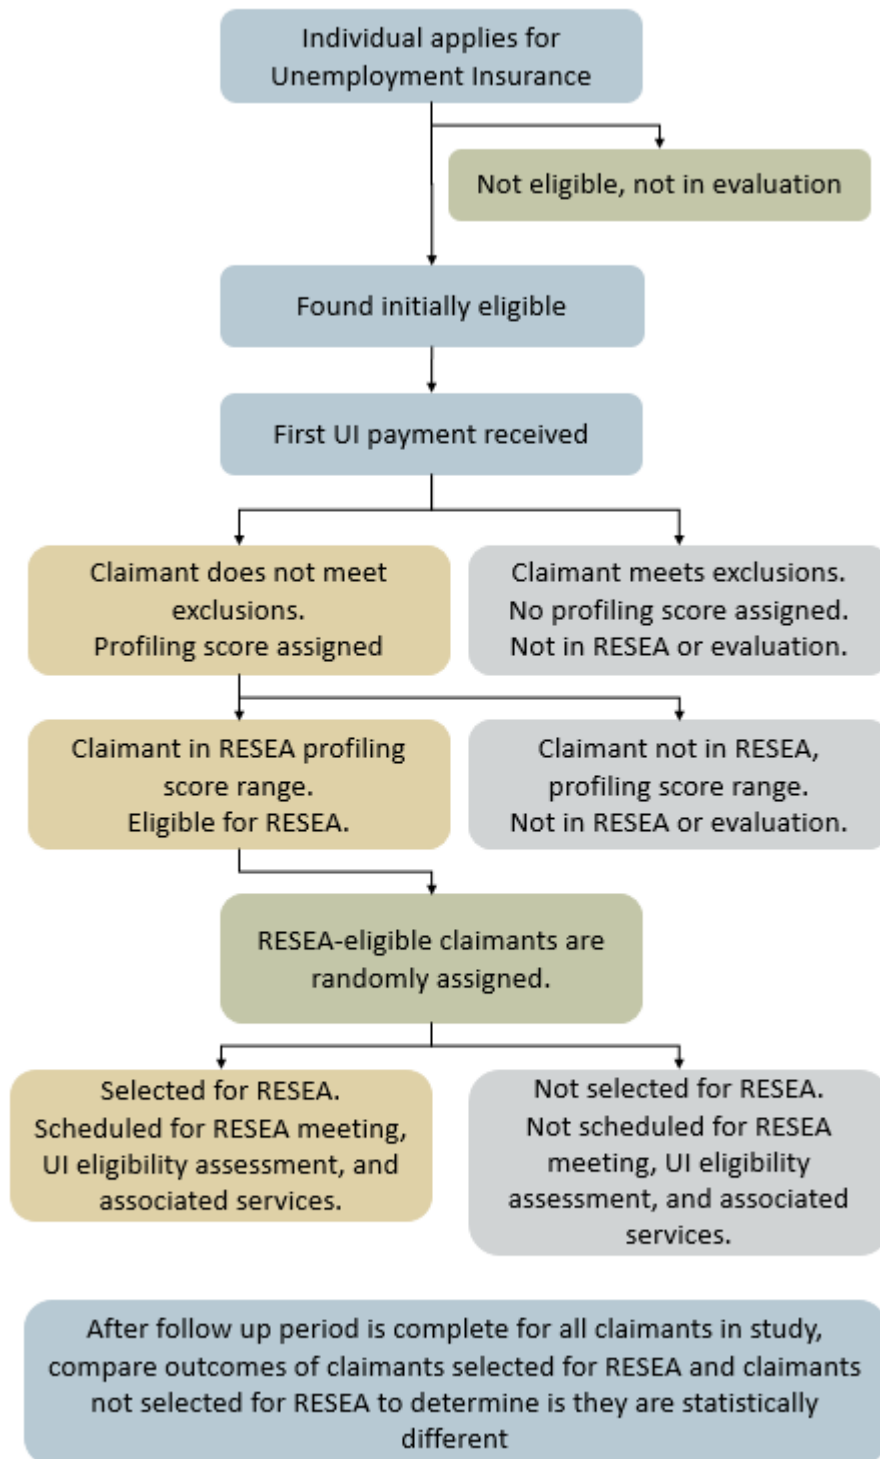 Individual applies for
Unemployment Insurance
Not eligible, not in evaluation
Found initially eligible
First UI payment received
Claimant does not meet
exclusions.
Profiling score assigned
Claimant meets exclusions.
No profiling score assigned.
Not in RESEA or evaluation.
Claimant in RESEA profiling
score range.
Eligible for RESEA.
Claimant not in RESEA,
profiling score range.
Not in RESEA or evaluation.
RESEA-eligible claimants are
randomly assigned.
Selected for RESEA.
Scheduled for RESEA meeting,
UI eligibility assessment, and
associated services.
Not selected for RESEA.
Not scheduled for RESEA
meeting, UI eligibility
assessment, and associated
services.
After follow up period is complete for all claimants in study,
compare outcomes of claimants selected for RESEA and claimants
not selected for RESEA to determine is they are statistically
different